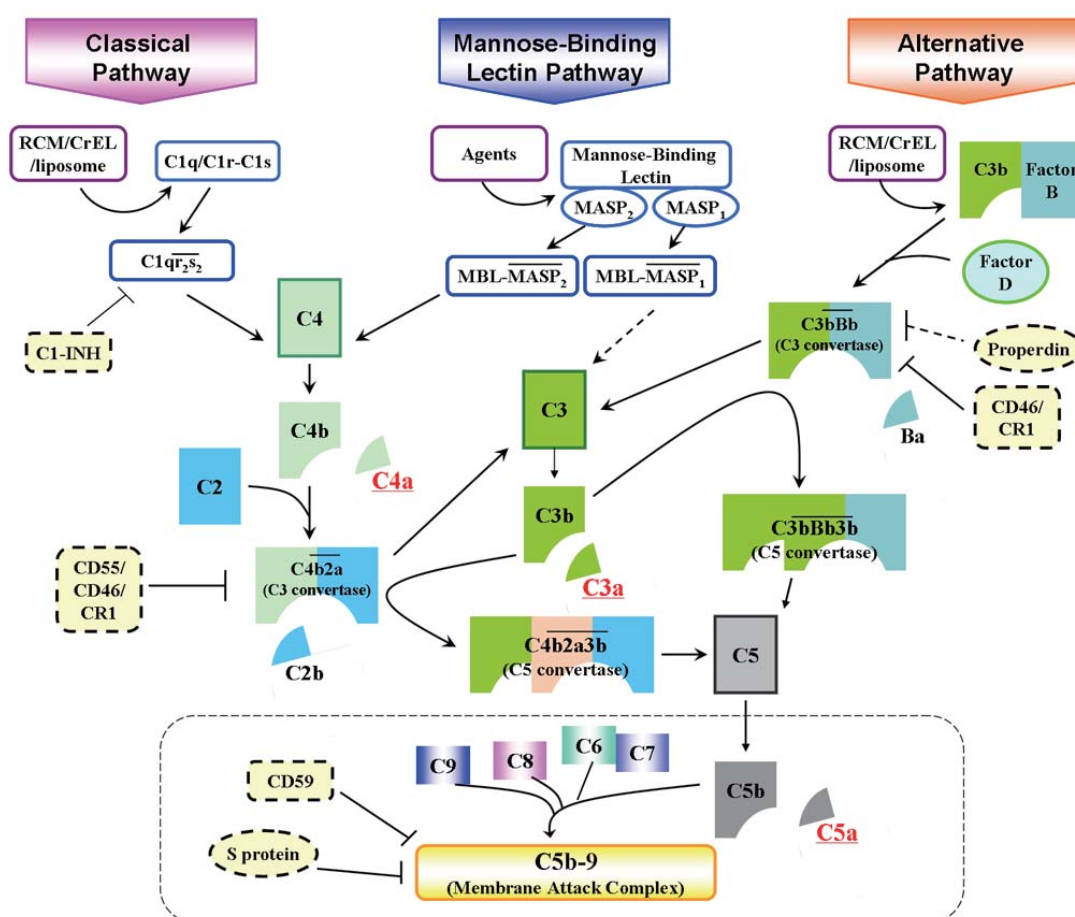 Classical
Pathway
Mannose-Binding
Lectin Pathway
Alternative
Pathway
RCM/CrEL
/liposome
C1q/C1r-C1s
Agents
Mannose-Binding
Lectin
MASP2
MASP1
RCM/CrEL
/liposome
C3b
Factor
B
C1qr2s2
MBL-MASP2
MBL-MASP1
Factor
D
C1-INH
C4
C3bBb
(C3 convertase)
Properdin
C3
CD46/
CR1
Ba
C4b
C4a
C2
C3b
C3bBb3b
(C5 convertase)
CD55/
CD46/
CR1
C4b2a
(C3 convertase)
C3a
C2b
C4b2a3b
(C5 convertase)
C5
C9
C8
C6
C7
CD59
C5b
C5a
S protein
C5b-9
(Membrane Attack Complex)